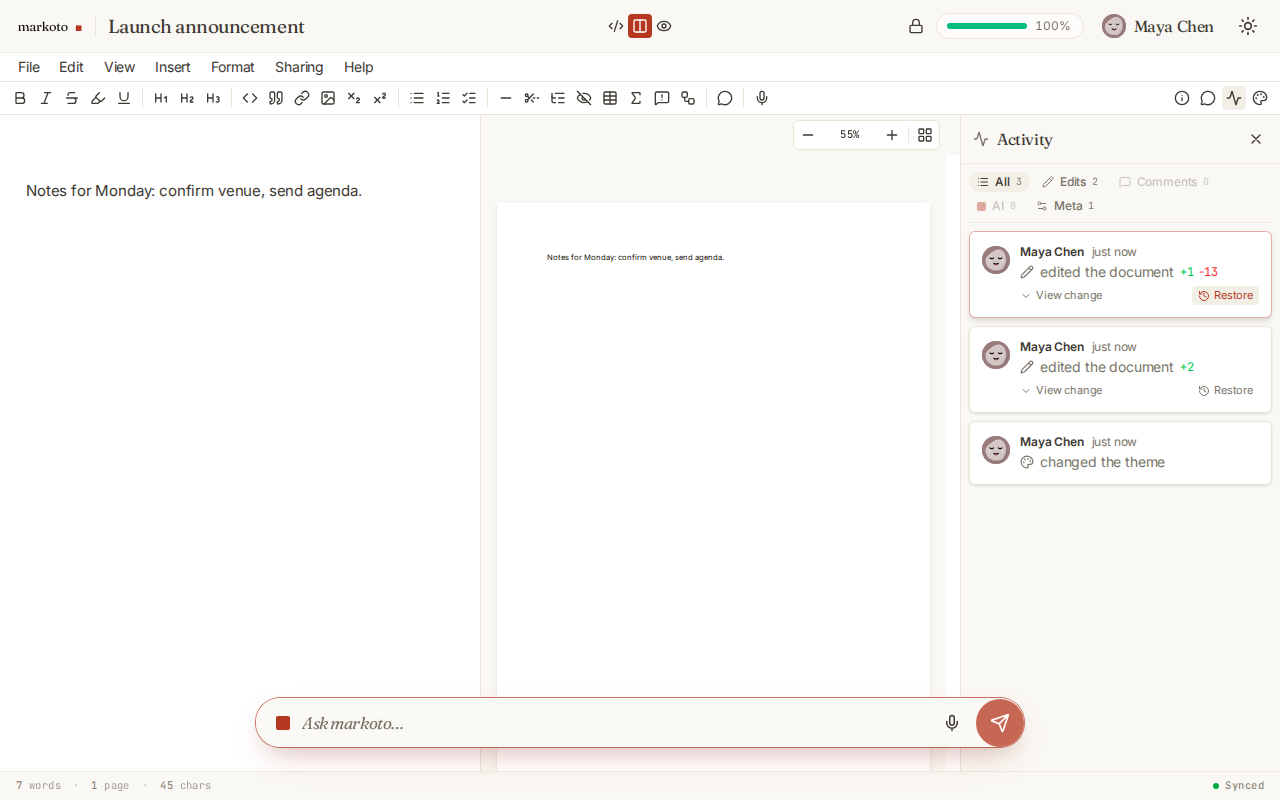 markoto
Launch announcement
100%
Maya Chen
File Edit View Insert Format Sharing Help
H1 H2 H3
x2 x2
55%
Activity
Notes for Monday: confirm venue, send agenda.
Notes for Monday: confirm venue, send agenda.
All 3 Edits 2 Comments 0
AI 0 Meta 1
Maya Chen just now
edited the document +1 -13
View change Restore
Maya Chen just now
edited the document +2
View change Restore
Maya Chen just now
changed the theme
Ask markoto...
7 words · 1 page · 45 chars
Synced